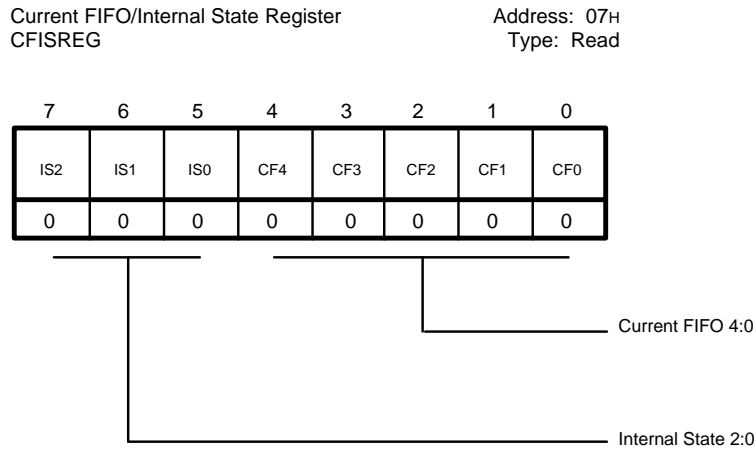 Current FIFO/Internal State Register Address: 07H
CFISREG Type: Read
7 6 5 4 3 2 1 0
IS2 IS1 IS0 CF4 CF3 CF2 CF1 CF0
0 0 0 0 0 0 0 0
Current FIFO 4:0
Internal State 2:0